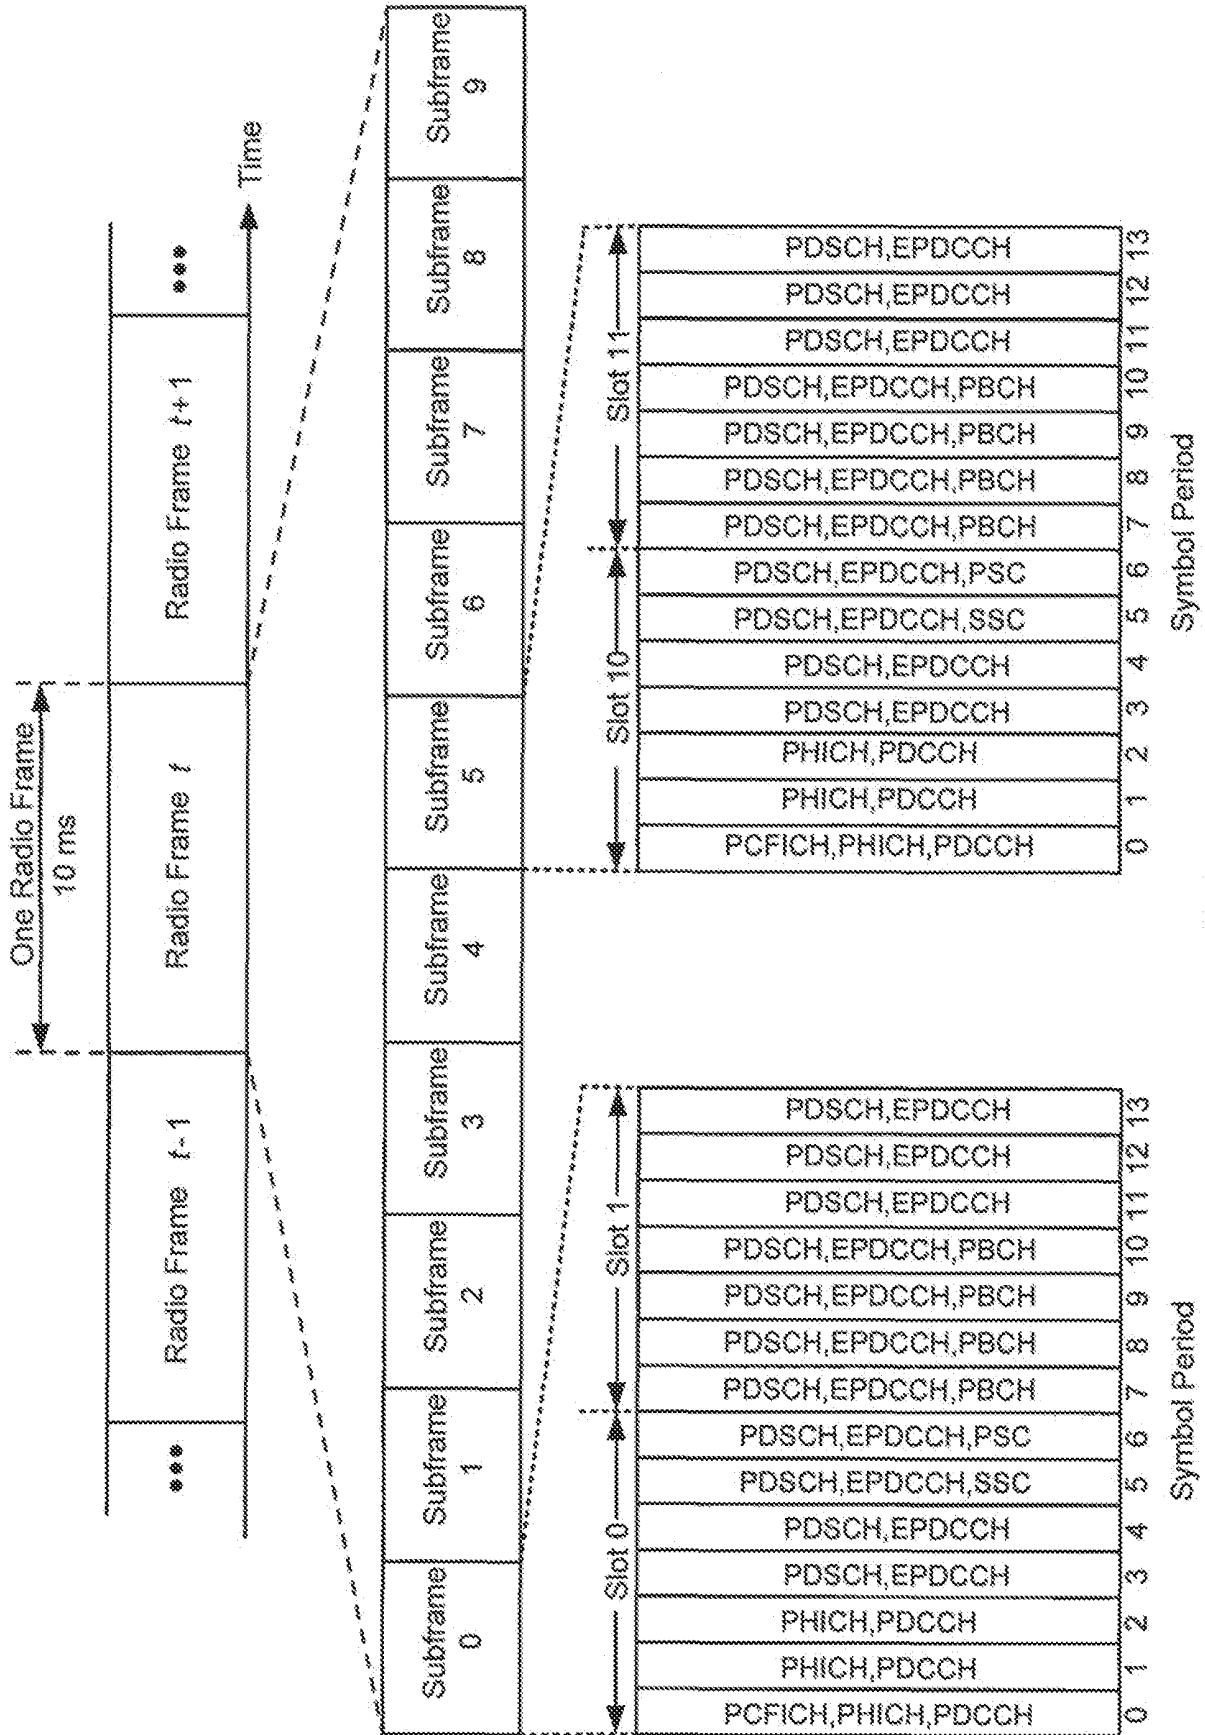 One Radio Frame
10 ms
••• Radio Frame t-1 Radio Frame t Radio Frame t+1 •••
Time
Subframe 0
Subframe 1
Subframe 2
Subframe 3
Subframe 4
Subframe 5
Subframe 6
Subframe 7
Subframe 8
Subframe 9
Slot 0
Slot 1
PCFICH,PHICH,PDCCH
PHICH,PDCCH
PHICH,PDCCH
PDSCH,EPDCCH
PDSCH,EPDCCH
PDSCH,EPDCCH,SSC
PDSCH,EPDCCH,PSC
PDSCH,EPDCCH,PBCH
PDSCH,EPDCCH,PBCH
PDSCH,EPDCCH,PBCH
PDSCH,EPDCCH,PBCH
PDSCH,EPDCCH
PDSCH,EPDCCH
PDSCH,EPDCCH
0 1 2 3 4 5 6 7 8 9 10 11 12 13
Symbol Period
Slot 10
Slot 11
PCFICH,PHICH,PDCCH
PHICH,PDCCH
PHICH,PDCCH
PDSCH,EPDCCH
PDSCH,EPDCCH
PDSCH,EPDCCH,SSC
PDSCH,EPDCCH,PSC
PDSCH,EPDCCH,PBCH
PDSCH,EPDCCH,PBCH
PDSCH,EPDCCH,PBCH
PDSCH,EPDCCH,PBCH
PDSCH,EPDCCH
PDSCH,EPDCCH
PDSCH,EPDCCH
0 1 2 3 4 5 6 7 8 9 10 11 12 13
Symbol Period